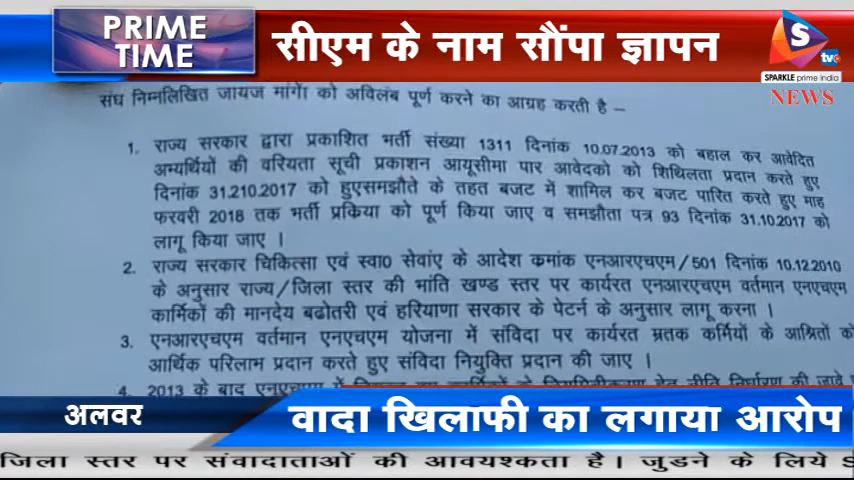 PRIME
TIME
सीएम के नाम सौंपा ज्ञापन
S
tv
SPARKLE prime india
NEWS
संघ निम्नलिखित जायज मांगेां को अविलंब पूर्ण करने का आग्रह करती है –
1. राज्य सरकार द्वारा प्रकाशित भर्ती संख्या 1311 दिनांक 10.07.2013 को बहाल कर आवेदित
अभ्यर्थियों की वरियता सूची प्रकाशन आयूसीमा पार आवेदको को शिथिलता प्रदान करते हुए
दिनांक 31.210.2017 को हुएसमझौते के तहत बजट में शामिल कर बजट पारित करते हुए माह
फरवरी 2018 तक भर्ती प्रकिया को पूर्ण किया जाए व समझौता पत्र 93 दिनांक 31.10.2017 को
लागू किया जाए ।
2. राज्य सरकार चिकित्सा एवं स्वा0 सेवांए के आदेश कमांक एनआरएचएम/501 दिनांक 10.12.2010
के अनुसार राज्य/जिला स्तर की भांति खण्ड स्तर पर कार्यरत एनआरएचएम वर्तमान एनएचएम
कार्मिकों की मानदेय बढोतरी एवं हरियाणा सरकार के पेटर्न के अनुसार लागू करना ।
3. एनआरएचएम वर्तमान एनएचएम योजना में संविदा पर कार्यरत म्रतक कर्मियों के आश्रितों को
आर्थिक परिलाभ प्रदान करते हुए संविदा नियुक्ति प्रदान की जाए ।
4. 2013 के बाद एनएचएम में
अलवर
वादा खिलाफी का लगाया आरोप
जिला स्तर पर संवादाताओं की आवयश्कता है। जुडने के लिये S